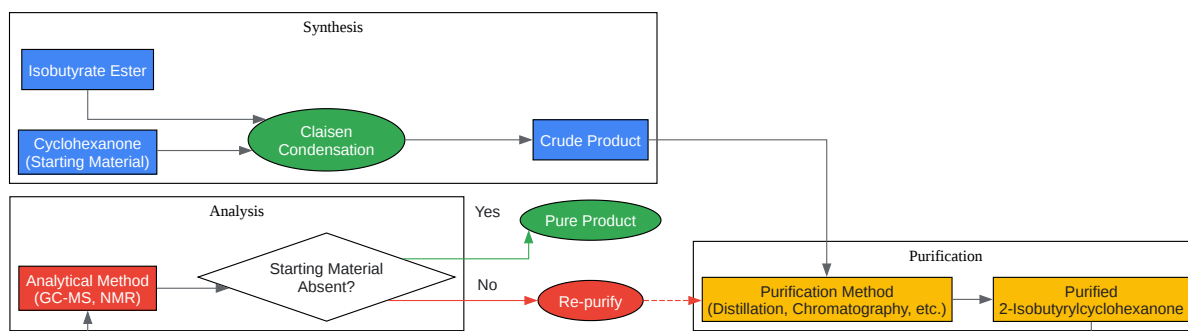 Synthesis
Isobutyrate Ester
Cyclohexanone
(Starting Material)
Claisen
Condensation
Crude Product
Analysis
Analytical Method
(GC-MS, NMR)
Starting Material
Absent?
Yes
Pure Product
No
Re-purify
Purification
Purification Method
(Distillation, Chromatography, etc.)
Purified
2-Isobutyrylcyclohexanone